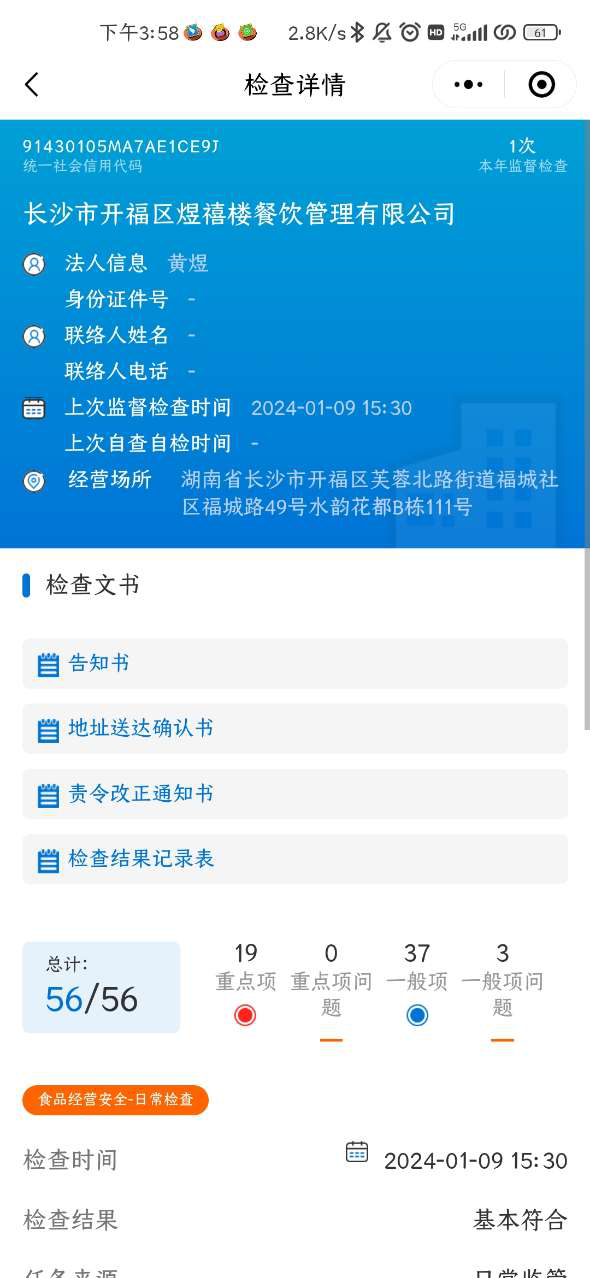 下午3:58 2.8K/s HD 5G 61
检查详情
91430105MA7AE1CE9J 1次
统一社会信用代码 本年监督检查
长沙市开福区煜禧楼餐饮管理有限公司
法人信息 黄煜
身份证件号 -
联络人姓名 -
联络人电话 -
上次监督检查时间 2024-01-09 15:30
上次自查自检时间 -
经营场所 湖南省长沙市开福区芙蓉北路街道福城社
区福城路49号水韵花都B栋111号
检查文书
告知书
地址送达确认书
责令改正通知书
检查结果记录表
总计:
56/56
19 0 37 3
重点项 重点项问 一般项 一般项问
题 题
食品经营安全-日常检查
检查时间 2024-01-09 15:30
检查结果 基本符合
任务来源 日常监管